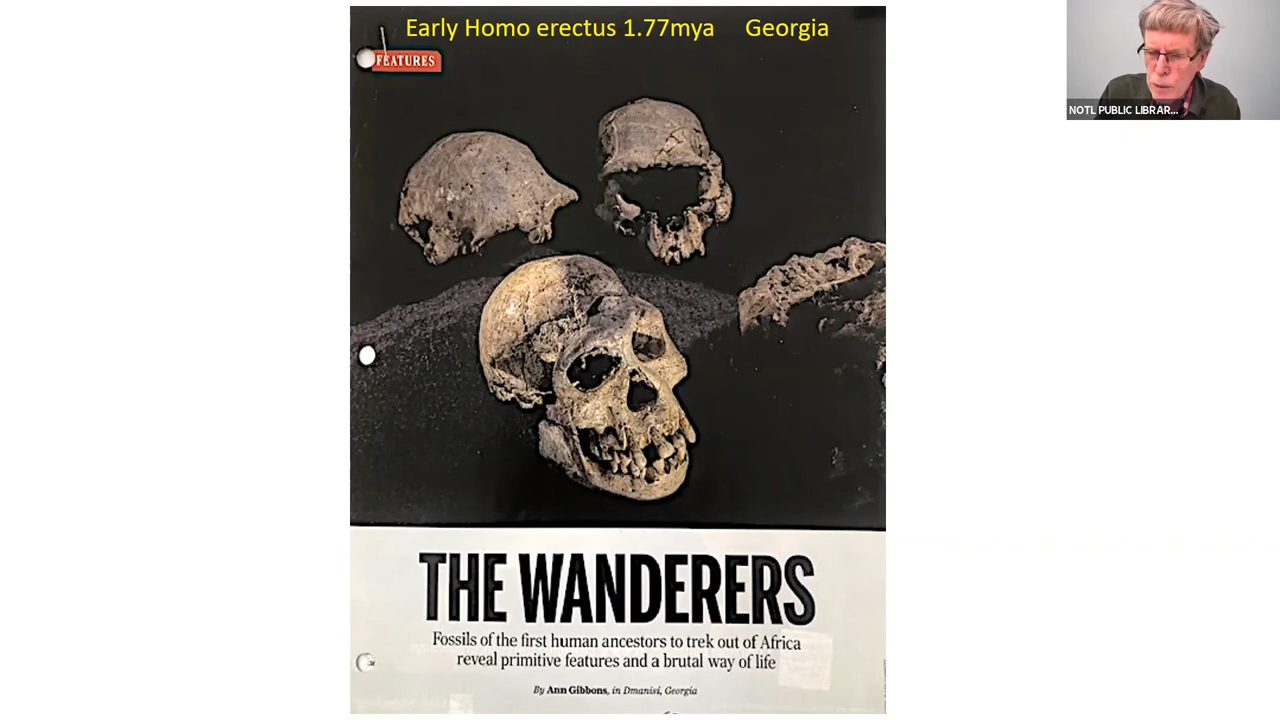 Early Homo erectus 1.77mya Georgia
FEATURES
NOTL PUBLIC LIBRAR...
THE WANDERERS
Fossils of the first human ancestors to trek out of Africa
reveal primitive features and a brutal way of life
By Ann Gibbons, in Dmanisi, Georgia